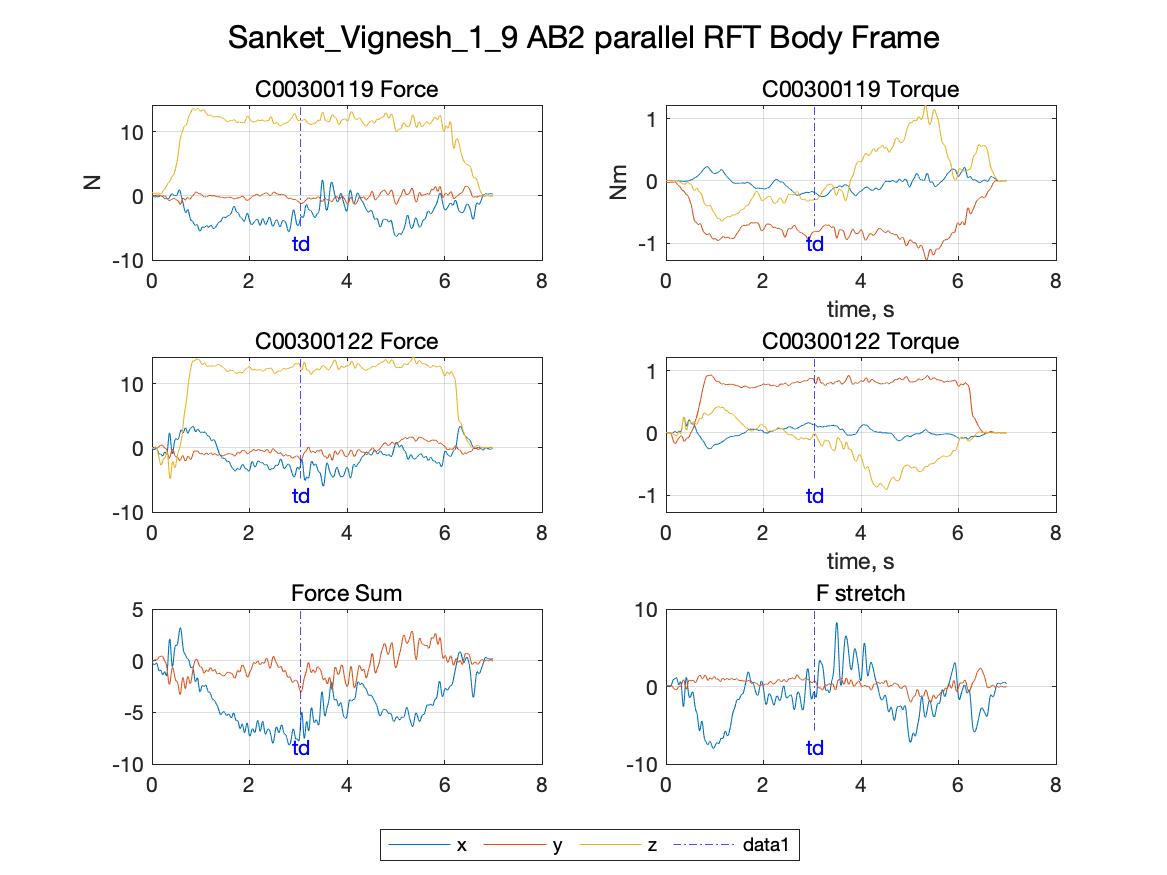 Sanket_Vignesh_1_9 AB2 parallel RFT Body Frame
C00300119 Force
N
10
0
-10
td
0 2 4 6 8
C00300119 Torque
Nm
1
0
-1
td
0 2 4 6 8
time, s
C00300122 Force
10
0
-10
td
0 2 4 6 8
C00300122 Torque
1
0
-1
td
0 2 4 6 8
time, s
Force Sum
5
0
-5
-10
td
0 2 4 6 8
F stretch
10
0
-10
td
0 2 4 6 8
x y z data1